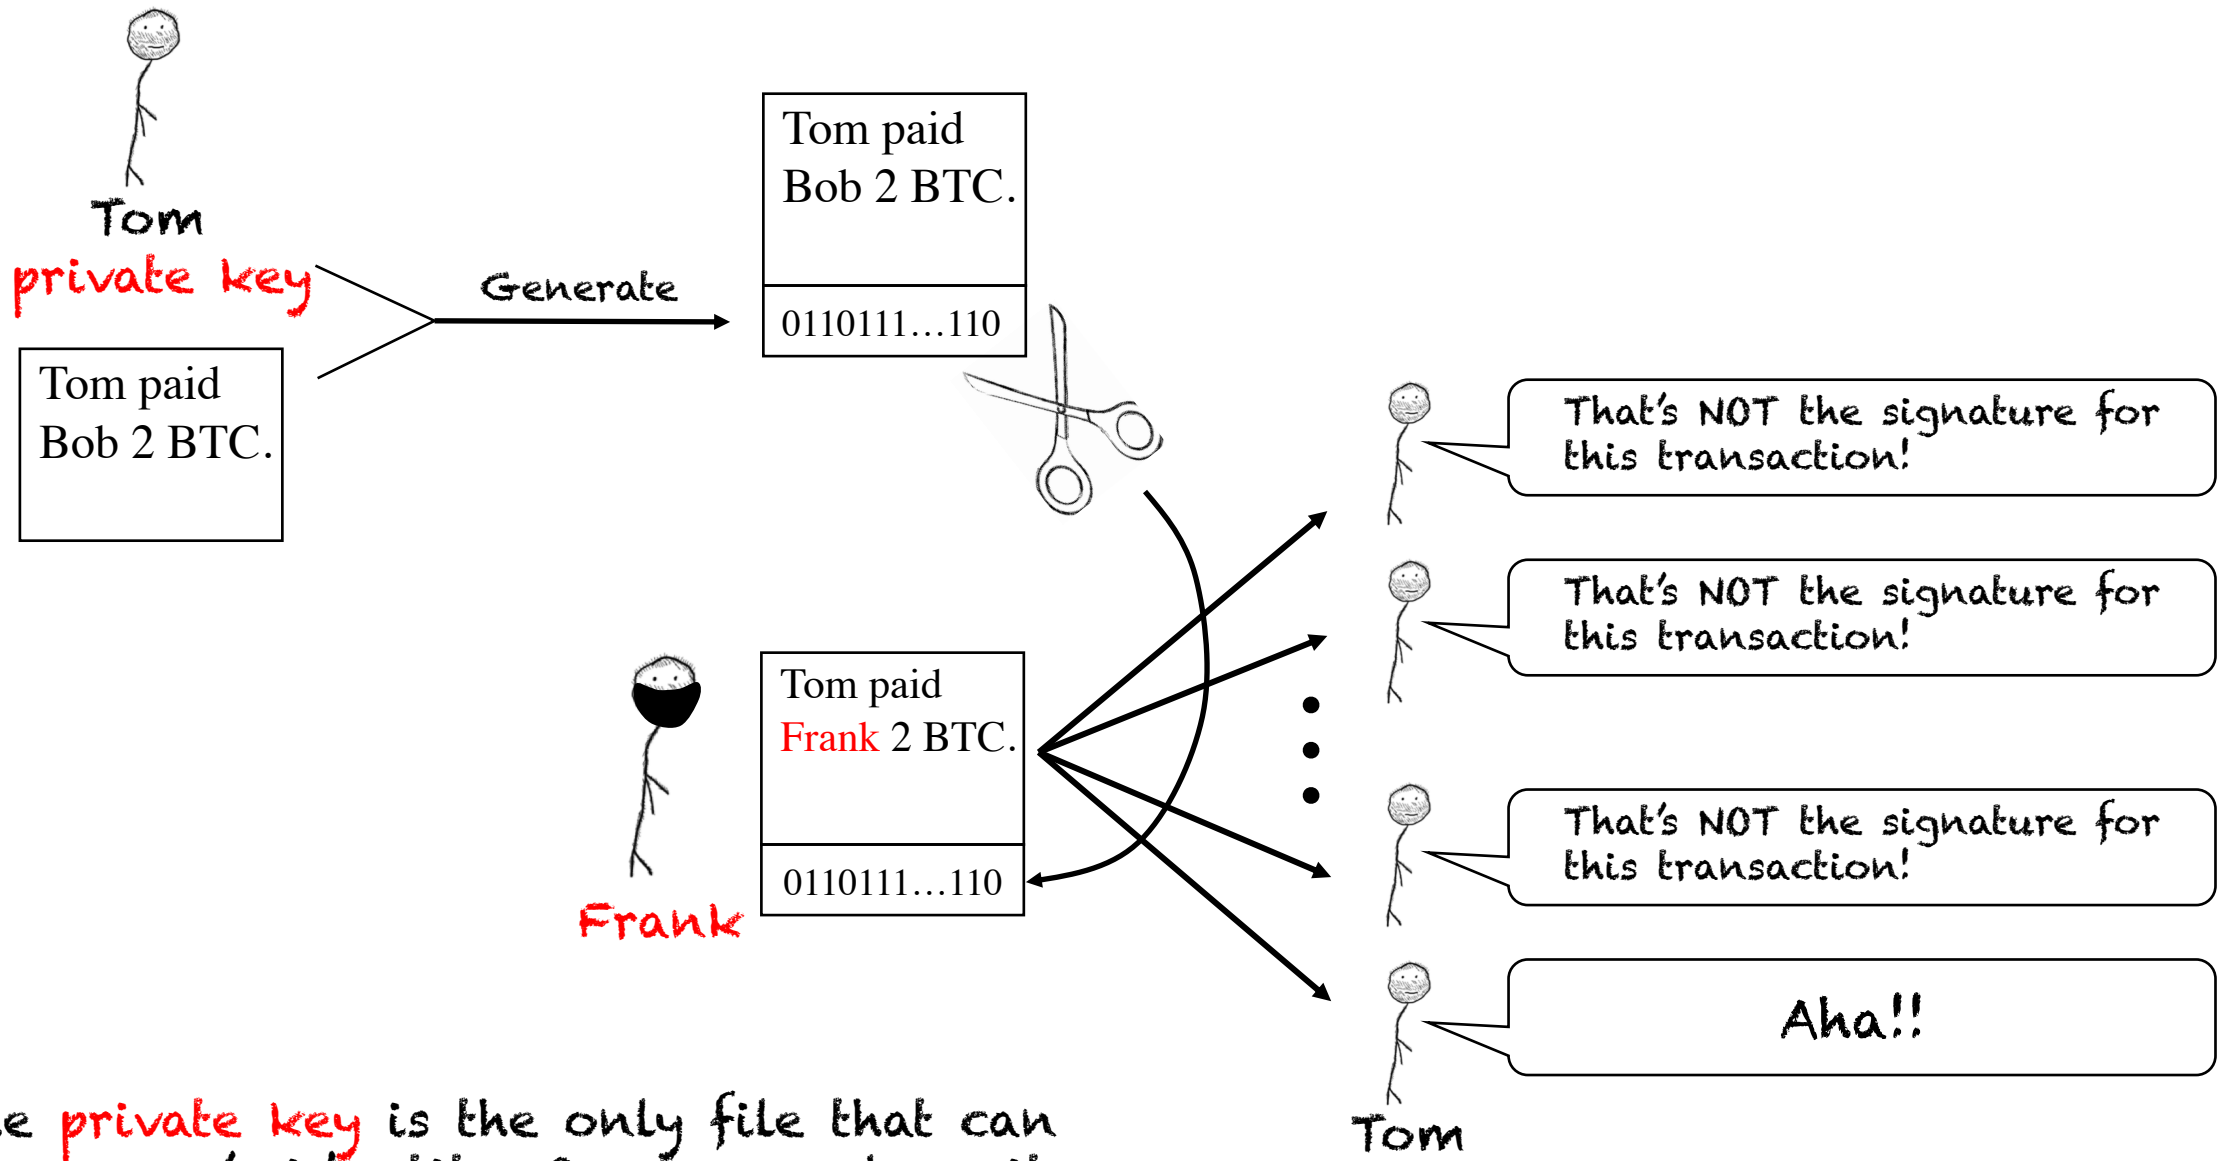 Tom
private key
Tom paid
Bob 2 BTC.
Generate
Tom paid
Bob 2 BTC.
0110111...110
Frank
Tom paid
Frank 2 BTC.
0110111...110
That's NOT the signature for
this transaction!
That's NOT the signature for
this transaction!
That's NOT the signature for
this transaction!
Aha!!
Tom
private key is the only file that can